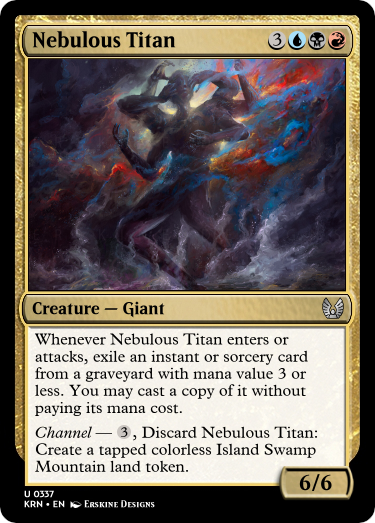 Nebulous Titan 3
Creature — Giant
Whenever Nebulous Titan enters or
attacks, exile an instant or sorcery card
from a graveyard with mana value 3 or
less. You may cast a copy of it without
paying its mana cost.
Channel — 3, Discard Nebulous Titan:
Create a tapped colorless Island Swamp
Mountain land token.
6/6
U 0337
KRN • EN Erskine Designs